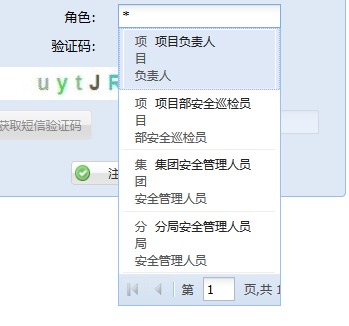 角色: *
验证码:
u y t J R
项 项目负责人
目
负责人
获取短信验证码
项 项目部安全巡检员
目
部安全巡检员
集 集团安全管理人员
团
安全管理人员
注
分 分局安全管理人员
局
安全管理人员
第 1 页,共 1